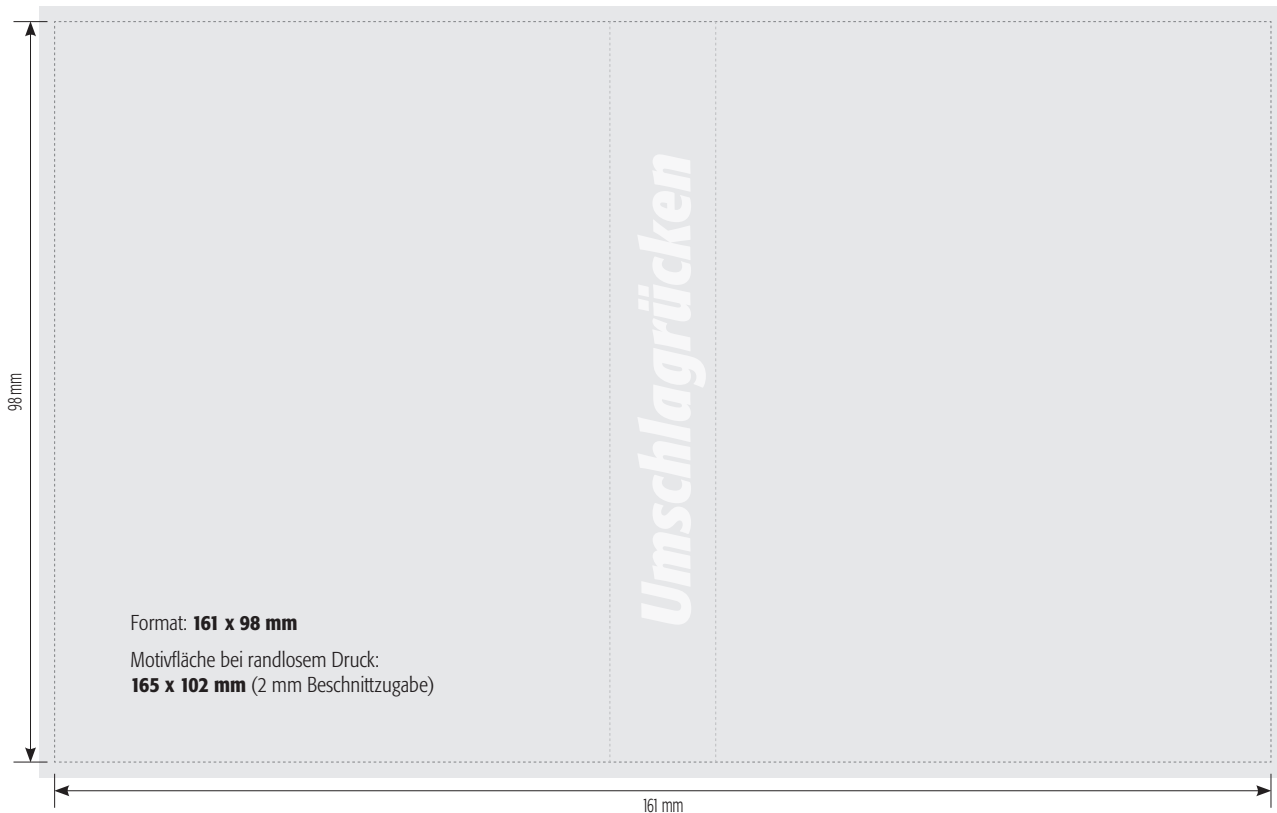 Umschlagrücken
98 mm
Format: 161 x 98 mm
Motivfläche bei randlosem Druck:
165 x 102 mm (2 mm Beschnittzugabe)
161 mm